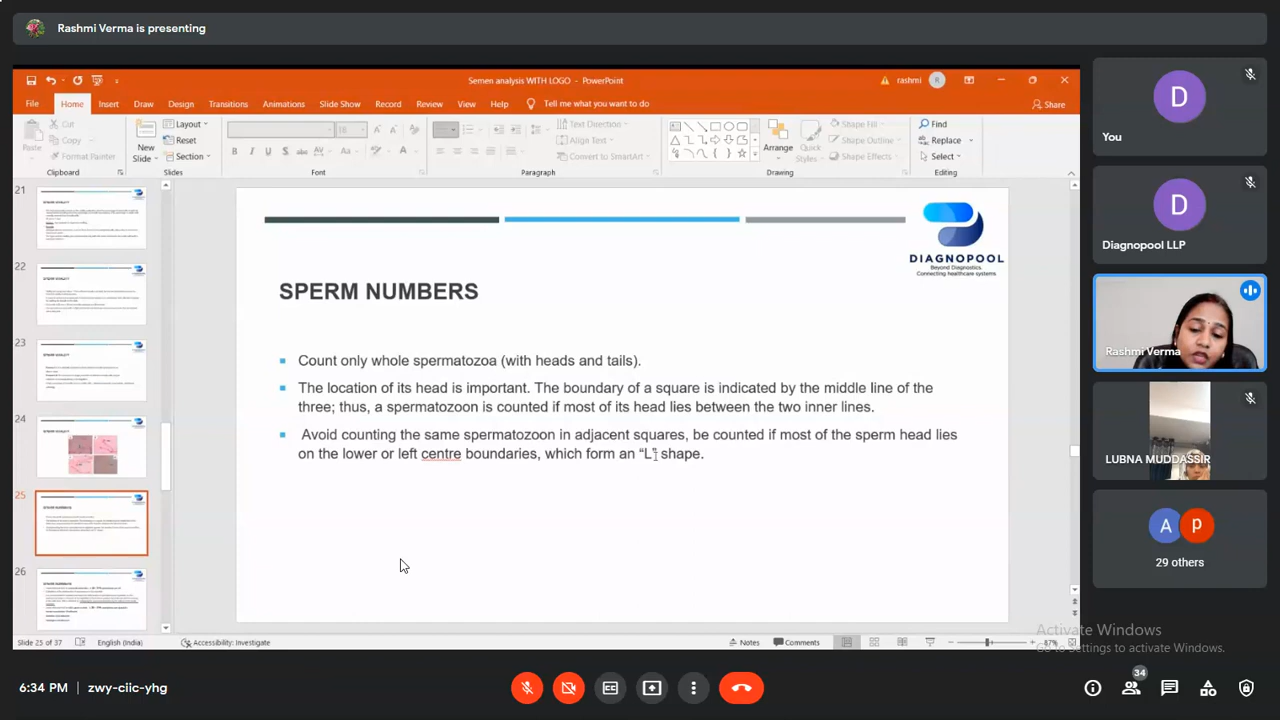 Rashmi Verma is presenting
Semen analysis WITH LOGO - PowerPoint
rashmi
R
File Home Insert Draw Design Transitions Animations Slide Show Record Review View Help Tell me what you want to do
Share
Paste
Cut
Copy
Format Painter
Clipboard
New
Slide
Layout
Reset
Section
Slides
Font
Text Direction
Align Text
Convert to SmartArt
Paragraph
Arrange
Quick
Styles
Shape Fill
Shape Outline
Shape Effects
Drawing
Find
Replace
Select
Editing
21
22
23
24
25
26
DIAGNOPOOL
Beyond Diagnostics.
Connecting healthcare systems
SPERM NUMBERS
Count only whole spermatozoa (with heads and tails).
The location of its head is important. The boundary of a square is indicated by the middle line of the
three; thus, a spermatozoon is counted if most of its head lies between the two inner lines.
Avoid counting the same spermatozoon in adjacent squares, be counted if most of the sperm head lies
on the lower or left centre boundaries, which form an “L” shape.
Slide 25 of 37
English (India)
Accessibility: Investigate
Notes
Comments
87%
D
You
D
Diagnopool LLP
Rashmi Verma
LUBNA MUDDASSIR
A P
29 others
Activate Windows
Go to Settings to activate Windows.
6:34 PM | zwy-ciic-yhg
34